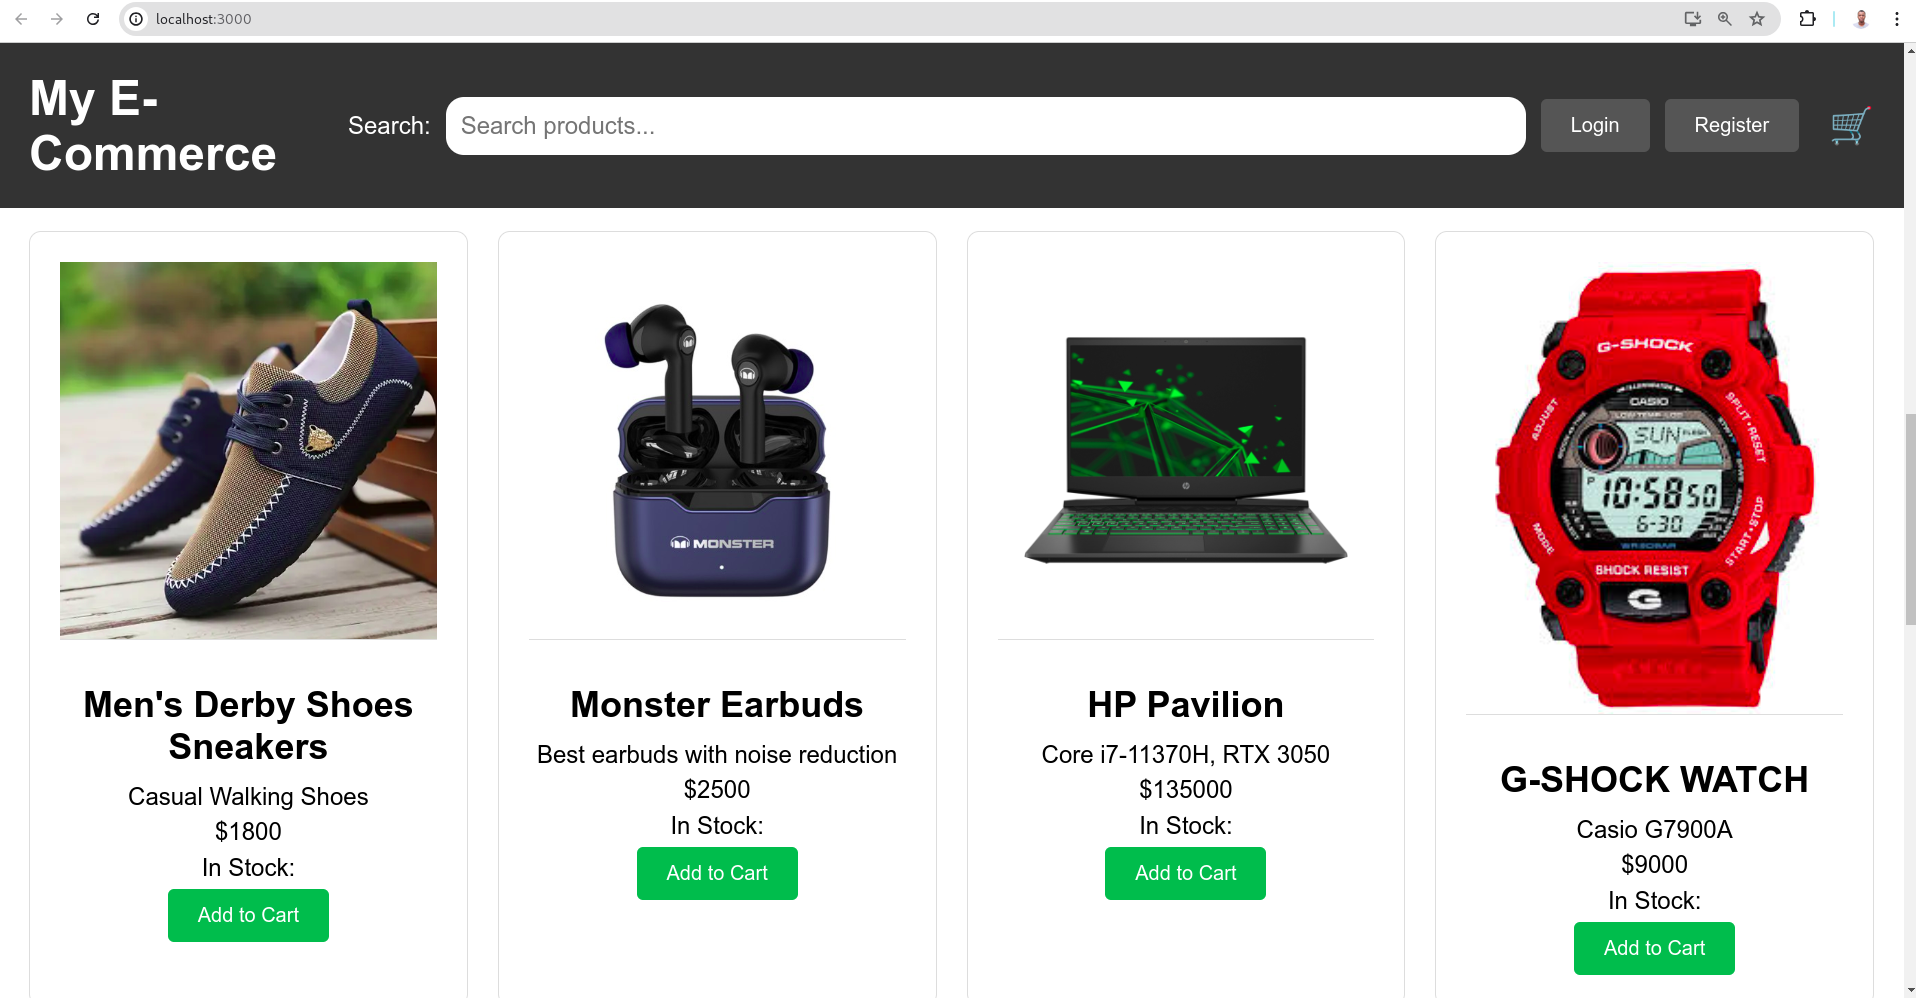 localhost:3000
My E-
Commerce
Search:
Search products...
Login
Register
MONSTER
G-SHOCK
CASIO
ADJUST
SPLIT·RESET
SUN
P
10:58 50
6-30
MODE
START·STOP
SHOCK RESIST
G
Men's Derby Shoes
Sneakers
Casual Walking Shoes
$1800
In Stock:
Add to Cart
Monster Earbuds
Best earbuds with noise reduction
$2500
In Stock:
Add to Cart
HP Pavilion
Core i7-11370H, RTX 3050
$135000
In Stock:
Add to Cart
G-SHOCK WATCH
Casio G7900A
$9000
In Stock:
Add to Cart